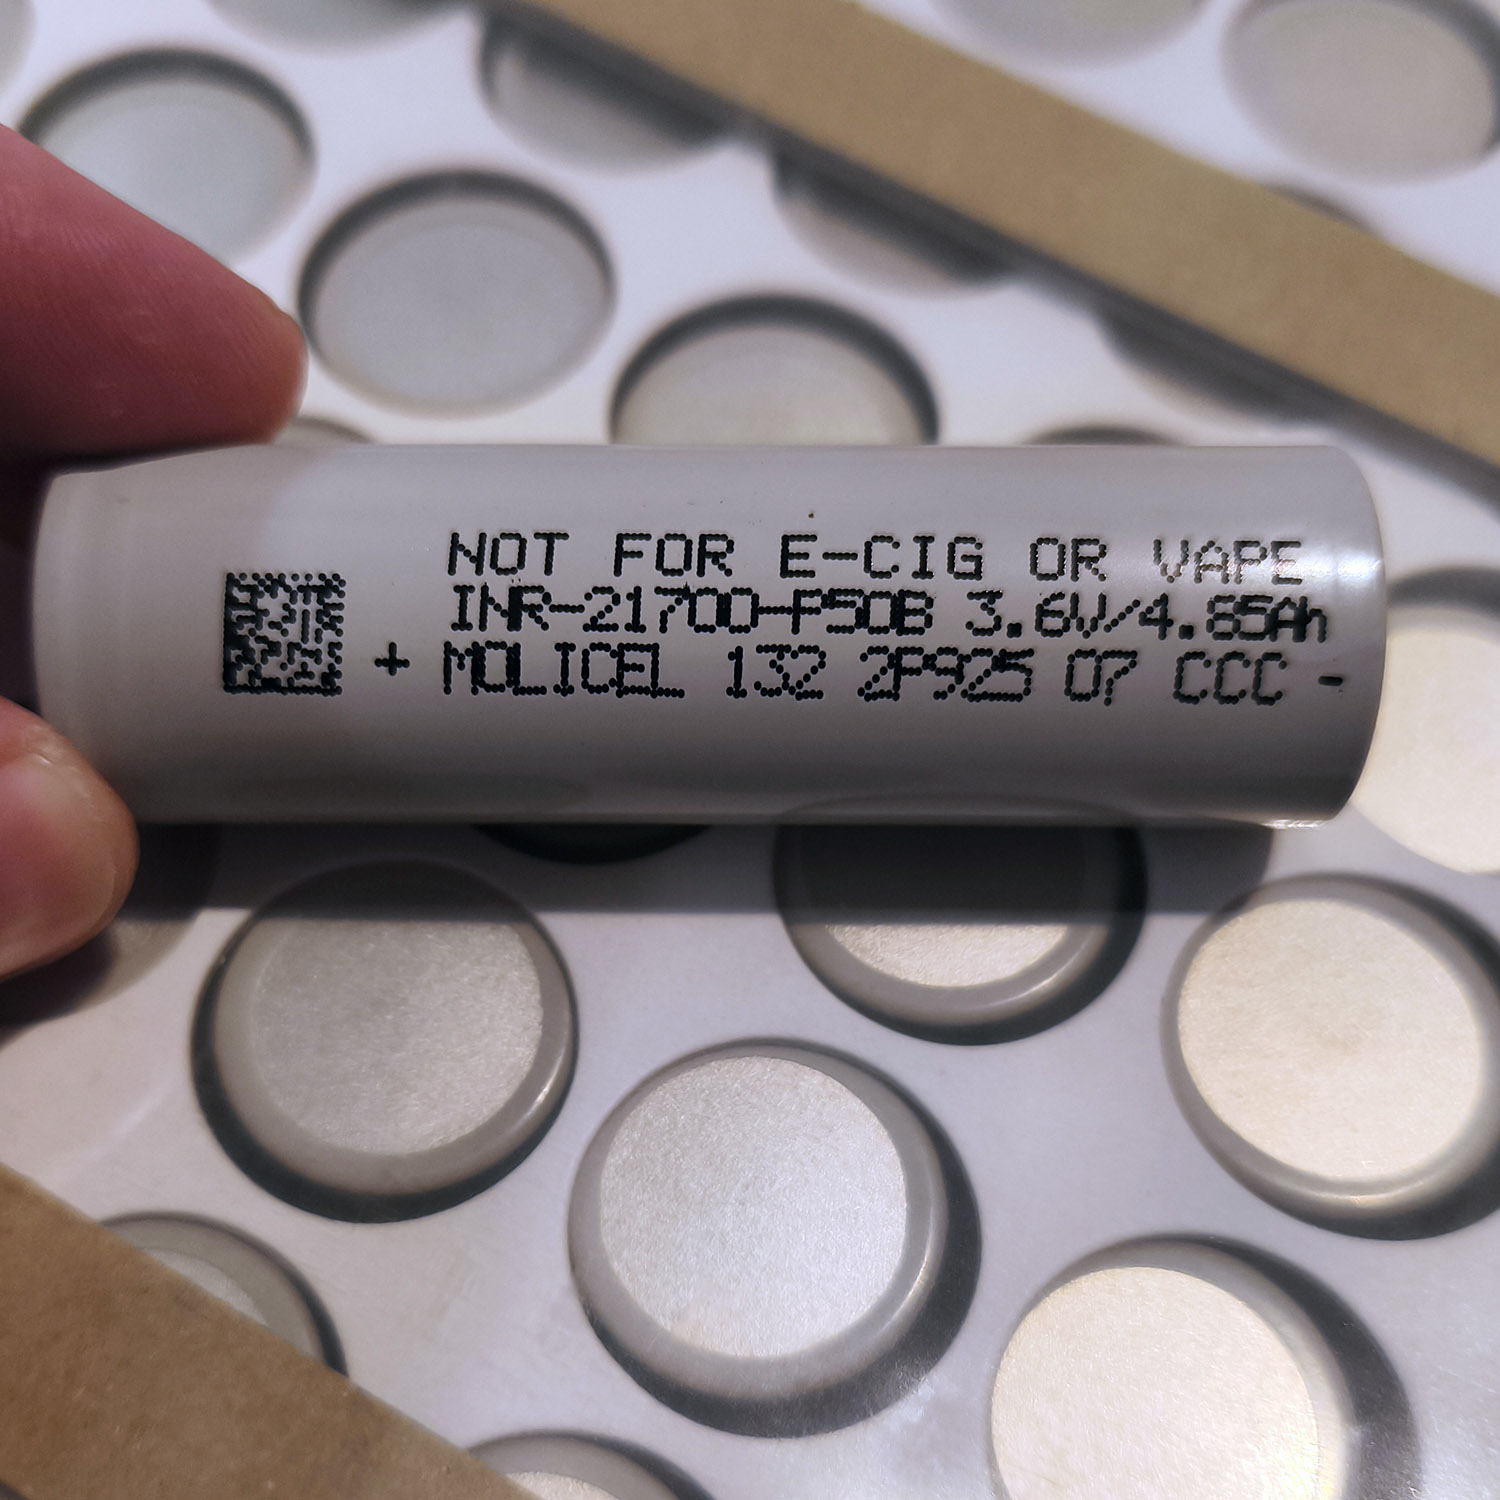 NOT FOR E-CIG OR VAPE
INR-21700-P50B 3.6V/4.85Ah
+ MOLICEL 132 2P925 07 CCC -